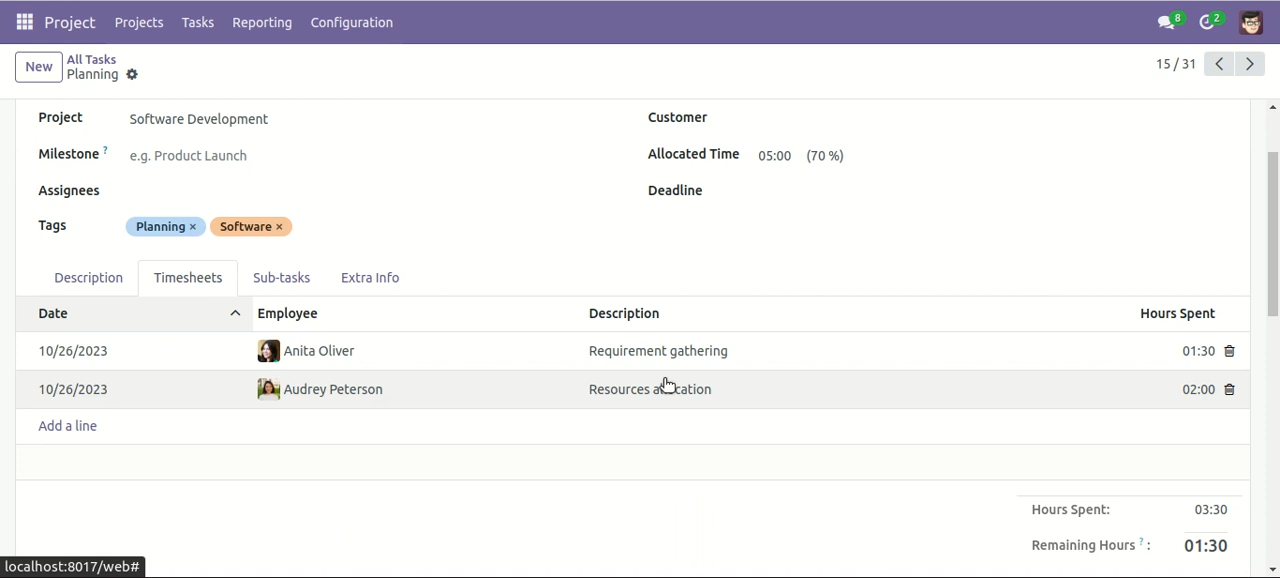 Project Projects Tasks Reporting Configuration 8 2
New All Tasks
Planning 15 / 31
Project Software Development Customer
Milestone ? e.g. Product Launch Allocated Time 05:00 (70 %)
Assignees Deadline
Tags Planning × Software ×
Description Timesheets Sub-tasks Extra Info
Date Employee Description Hours Spent
10/26/2023 Anita Oliver Requirement gathering 01:30
10/26/2023 Audrey Peterson Resources 02:00
Add a line
Hours Spent: 03:30
Remaining Hours ? : 01:30
localhost:8017/web#